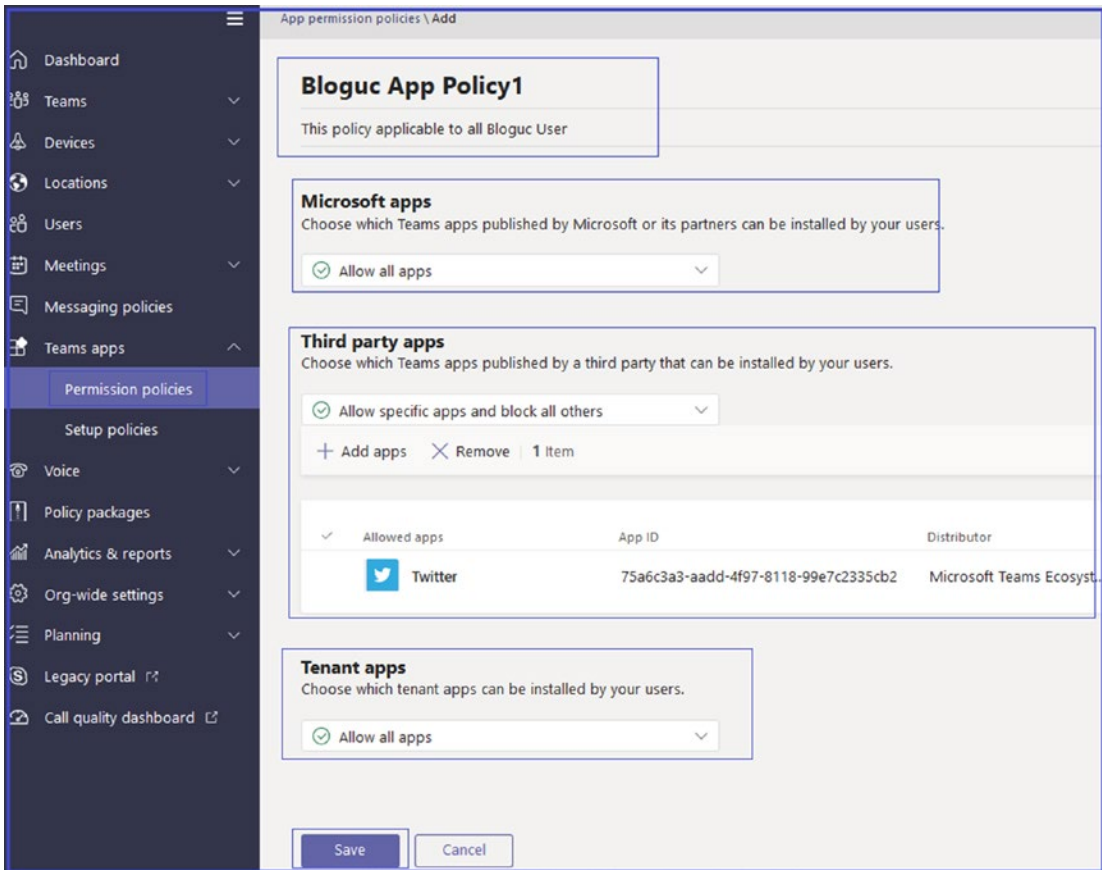 App permission policies \ Add
Dashboard
Teams
Devices
Locations
Users
Meetings
Messaging policies
Teams apps
Permission policies
Setup policies
Voice
Policy packages
Analytics & reports
Org-wide settings
Planning
Legacy portal
Call quality dashboard
Bloguc App Policy1
This policy applicable to all Bloguc User
Microsoft apps
Choose which Teams apps published by Microsoft or its partners can be installed by your users.
Allow all apps
Third party apps
Choose which Teams apps published by a third party that can be installed by your users.
Allow specific apps and block all others
Add apps Remove 1 Item
Allowed apps App ID Distributor
Twitter 75a6c3a3-aadd-4f97-8118-99e7c2335cb2 Microsoft Teams Ecosyst...
Tenant apps
Choose which tenant apps can be installed by your users.
Allow all apps
Save Cancel